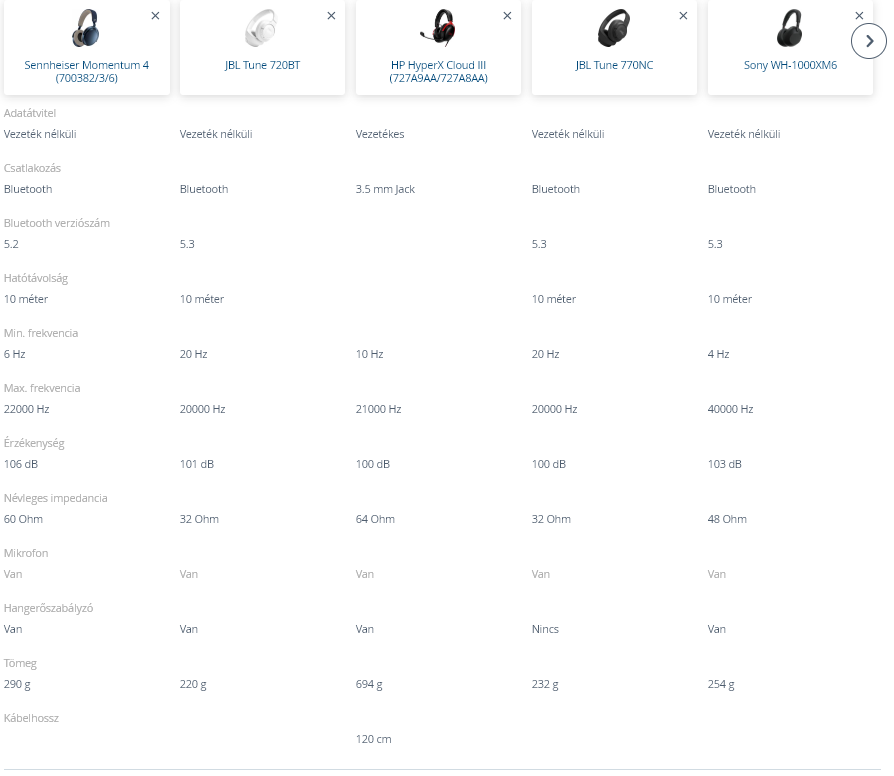 Sennheiser Momentum 4
(700382/3/6)
JBL Tune 720BT
HP HyperX Cloud III
(727A9AA/727A8AA)
JBL Tune 770NC
Sony WH-1000XM6
Adatátvitel
Vezeték nélküli Vezeték nélküli Vezetékes Vezeték nélküli Vezeték nélküli
Csatlakozás
Bluetooth Bluetooth 3.5 mm Jack Bluetooth Bluetooth
Bluetooth verziószám
5.2 5.3 5.3 5.3
Hatótávolság
10 méter 10 méter 10 méter 10 méter
Min. frekvencia
6 Hz 20 Hz 10 Hz 20 Hz 4 Hz
Max. frekvencia
22000 Hz 20000 Hz 21000 Hz 20000 Hz 40000 Hz
Érzékenység
106 dB 101 dB 100 dB 100 dB 103 dB
Névleges impedancia
60 Ohm 32 Ohm 64 Ohm 32 Ohm 48 Ohm
Mikrofon
Van Van Van Van Van
Hangerőszabályzó
Van Van Van Nincs Van
Tömeg
290 g 220 g 694 g 232 g 254 g
Kábelhossz
120 cm